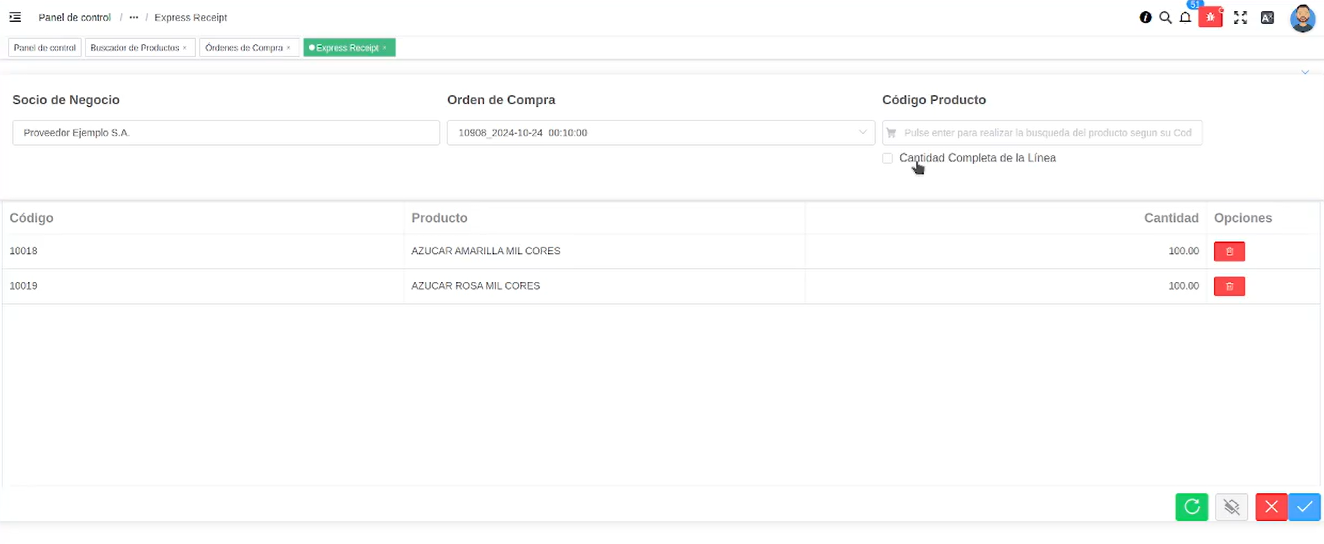 Panel de control / ··· / Express Receipt
51
Panel de control
Buscador de Productos ×
Órdenes de Compra ×
Express Receipt ×
Socio de Negocio
Orden de Compra
Código Producto
Proveedor Ejemplo S.A.
10908_2024-10-24 00:10:00
Pulse enter para realizar la busqueda del producto segun su Cod
Cantidad Completa de la Línea
Código Producto Cantidad Opciones
10018 AZUCAR AMARILLA MIL CORES 100.00
10019 AZUCAR ROSA MIL CORES 100.00